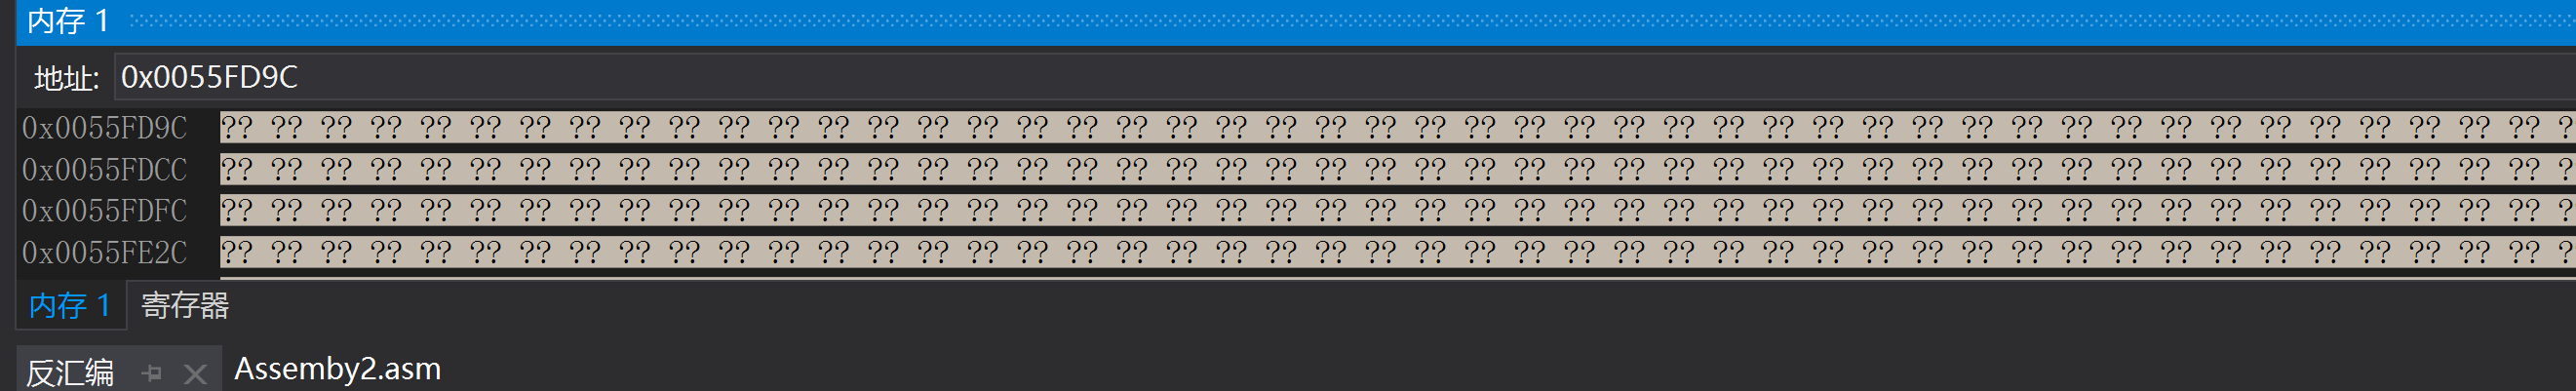 内存 1
地址: 0x0055FD9C
0x0055FD9C ?? ?? ?? ?? ?? ?? ?? ?? ?? ?? ?? ?? ?? ?? ?? ?? ?? ?? ?? ?? ?? ?? ?? ?? ?? ?? ?? ?? ?? ?? ?? ?? ?? ?? ?? ?? ?? ?? ?? ?? ?? ?? ?? ?? ?? ?? ?? ?
0x0055FDCC ?? ?? ?? ?? ?? ?? ?? ?? ?? ?? ?? ?? ?? ?? ?? ?? ?? ?? ?? ?? ?? ?? ?? ?? ?? ?? ?? ?? ?? ?? ?? ?? ?? ?? ?? ?? ?? ?? ?? ?? ?? ?? ?? ?? ?? ?? ?? ?
0x0055FDFC ?? ?? ?? ?? ?? ?? ?? ?? ?? ?? ?? ?? ?? ?? ?? ?? ?? ?? ?? ?? ?? ?? ?? ?? ?? ?? ?? ?? ?? ?? ?? ?? ?? ?? ?? ?? ?? ?? ?? ?? ?? ?? ?? ?? ?? ?? ?? ?
0x0055FE2C ?? ?? ?? ?? ?? ?? ?? ?? ?? ?? ?? ?? ?? ?? ?? ?? ?? ?? ?? ?? ?? ?? ?? ?? ?? ?? ?? ?? ?? ?? ?? ?? ?? ?? ?? ?? ?? ?? ?? ?? ?? ?? ?? ?? ?? ?? ?? ?
内存 1 寄存器
反汇编 Assemby2.asm